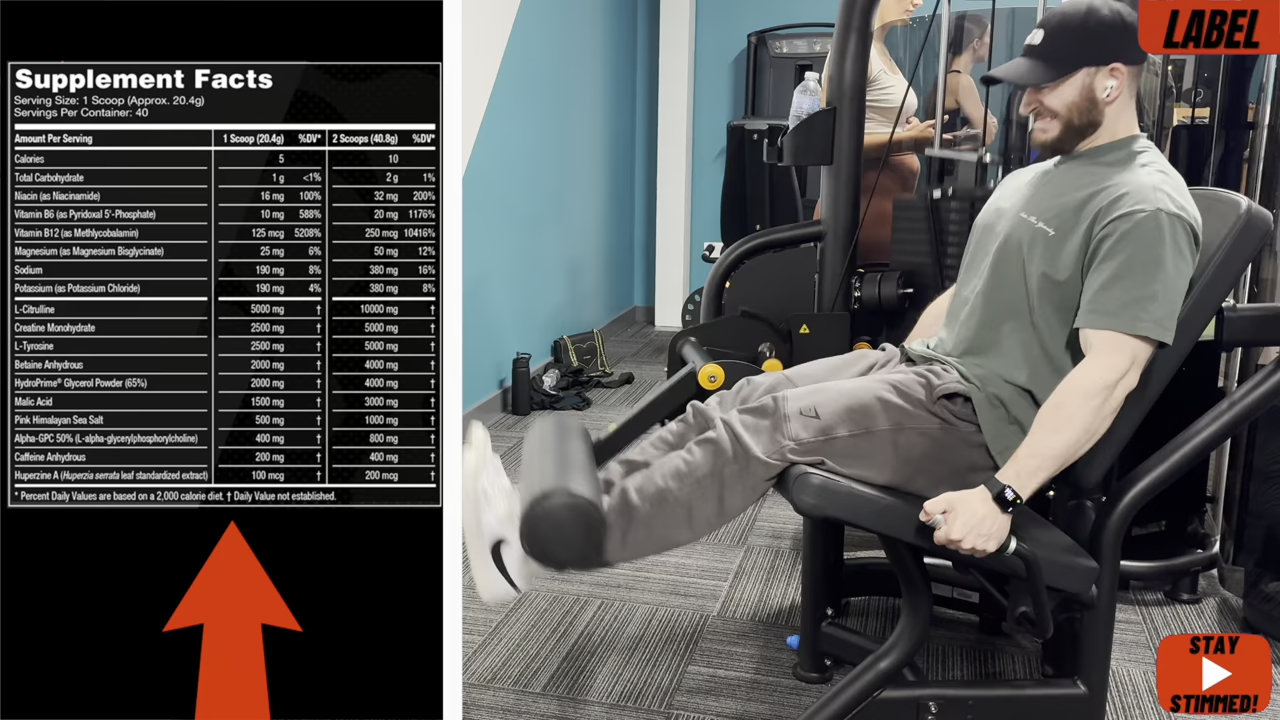 Supplement Facts
Serving Size: 1 Scoop (Approx. 20.4g)
Servings Per Container: 40
Amount Per Serving 1 Scoop (20.4g) %DV* 2 Scoops (40.8g) %DV*
Calories 5 10
Total Carbohydrate 1 g <1% 2 g 1%
Niacin (as Niacinamide) 16 mg 100% 32 mg 200%
Vitamin B6 (as Pyridoxal 5'-Phosphate) 10 mg 588% 20 mg 1176%
Vitamin B12 (as Methlycobalamin) 125 mcg 5208% 250 mcg 10416%
Magnesium (as Magnesium Bisglycinate) 25 mg 6% 50 mg 12%
Sodium 190 mg 8% 380 mg 16%
Potassium (as Potassium Chloride) 190 mg 4% 380 mg 8%
L-Citrulline 5000 mg † 10000 mg †
Creatine Monohydrate 2500 mg † 5000 mg †
L-Tyrosine 2500 mg † 5000 mg †
Betaine Anhydrous 2000 mg † 4000 mg †
HydroPrime® Glycerol Powder (65%) 2000 mg † 4000 mg †
Malic Acid 1500 mg † 3000 mg †
Pink Himalayan Sea Salt 500 mg † 1000 mg †
Alpha-GPC 50% (L-alpha-glycerylphosphorylcholine) 400 mg † 800 mg †
Caffeine Anhydrous 200 mg † 400 mg †
Huperzine A (Huperzia serrata leaf standardized extract) 100 mcg † 200 mcg †
* Percent Daily Values are based on a 2,000 calorie diet. † Daily Value not established.
LABEL
STAY
STIMMED!